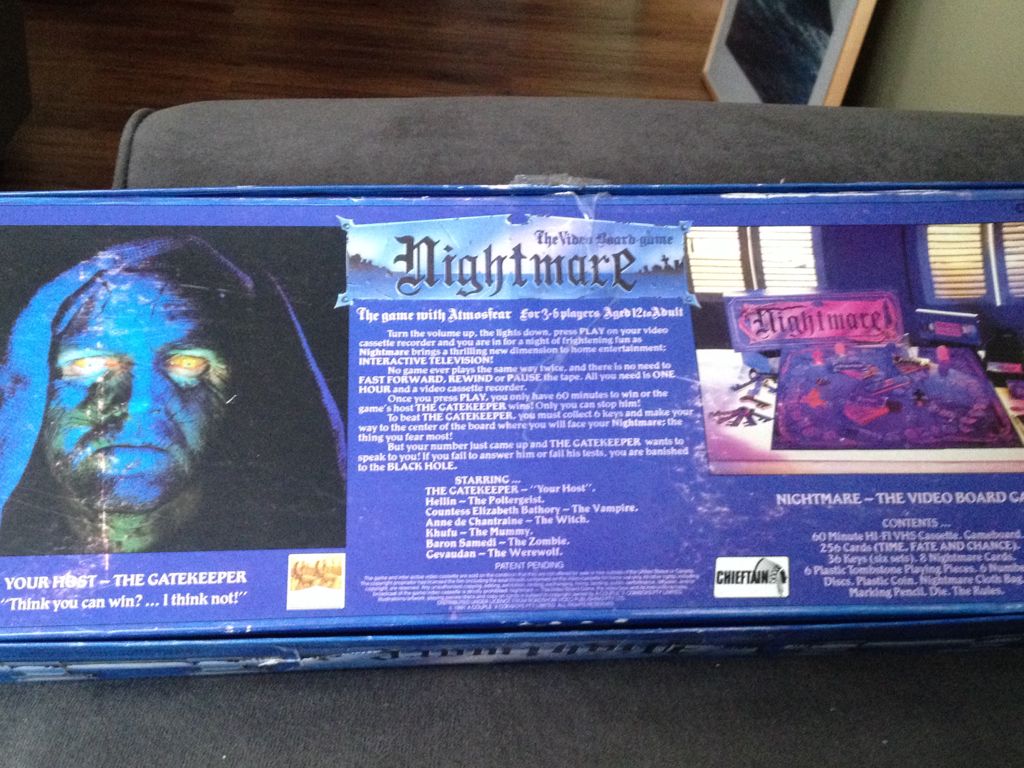 The Video Board game
Nightmare
The game with Atmosfear For 3-6 players Aged 12 to Adult
Turn the volume up, the lights down, press PLAY on your video
cassette recorder and you are in for a night of frightening fun as
Nightmare brings a thrilling new dimension to home entertainment:
INTERACTIVE TELEVISION!
No game ever plays the same way twice, and there is no need to
FAST FORWARD, REWIND or PAUSE the tape. All you need is ONE
HOUR and a video cassette recorder.
Once you press PLAY, you only have 60 minutes to win or the
game's host THE GATEKEEPER wins! Only you can stop him!
To beat THE GATEKEEPER, you must collect 6 keys and make your
way to the center of the board where you will face your Nightmare; the
thing you fear most!
But your number just came up and THE GATEKEEPER wants to
speak to you! If you fail to answer him or fail his tests, you are banished
to the BLACK HOLE.
STARRING ...
THE GATEKEEPER – "Your Host".
Hellin – The Poltergeist.
Countess Elizabeth Bathory – The Vampire.
Anne de Chantraine – The Witch.
Khufu – The Mummy.
Baron Samedi – The Zombie.
Gevaudan – The Werewolf.
PATENT PENDING
YOUR HOST – THE GATEKEEPER
"Think you can win? ... I think not!"
Nightmare
NIGHTMARE – THE VIDEO BOARD GA
CONTENTS ...
60 Minute HI-FI VHS Cassette. Gameboard.
256 Cards (TIME, FATE AND CHANCE).
36 Keys (six sets). 8 Nightmare Cards.
6 Plastic Tombstone Playing Pieces. 6 Numbe
Discs. Plastic Coin. Nightmare Cloth Bag.
Marking Pencil. Die. The Rules.
CHIEFTAIN